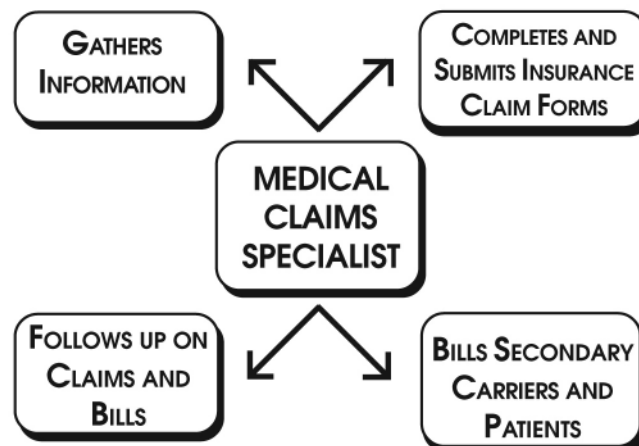 GATHERS
INFORMATION
COMPLETES AND
SUBMITS INSURANCE
CLAIM FORMS
MEDICAL
CLAIMS
SPECIALIST
FOLLOWS UP ON
CLAIMS AND
BILLS
BILLS SECONDARY
CARRIERS AND
PATIENTS